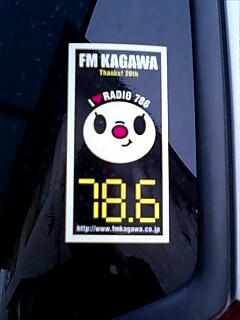 FM KAGAWA
Thanks! 20th
I ♥ RADIO 786
78.6
http://www.fmkagawa.co.jp